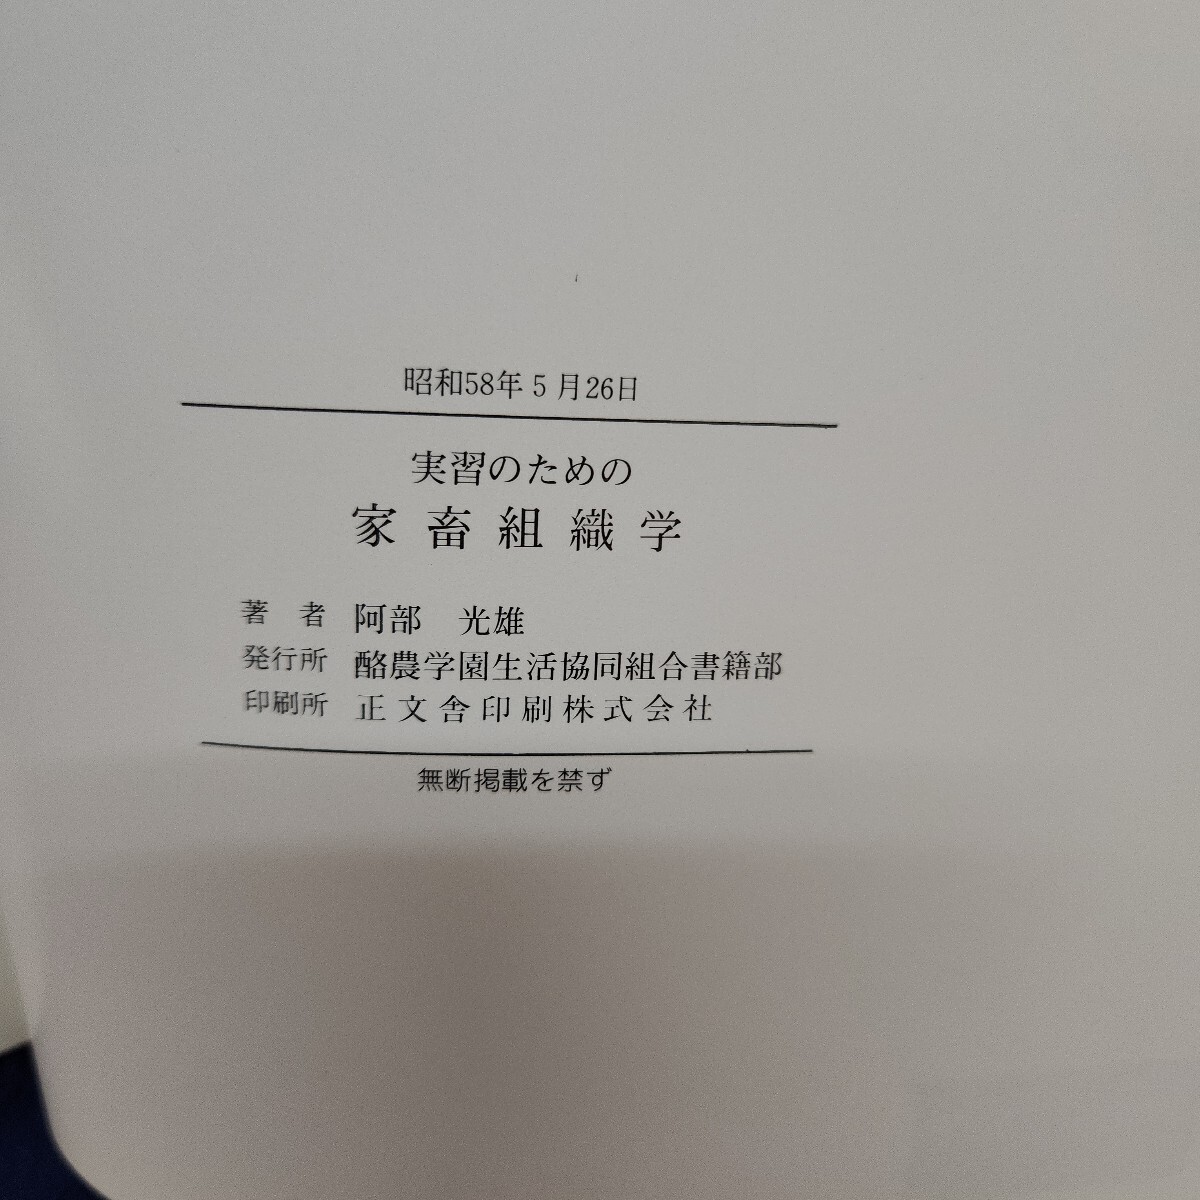 昭和58年5月26日
実習のための
家畜組織学
著者 阿部 光雄
発行所 酪農学園生活協同組合書籍部
印刷所 正文舎印刷株式会社
無断掲載を禁ず